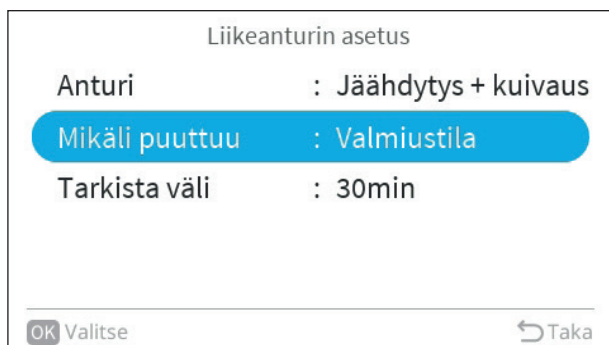 Liikeanturin asetus
Anturi : Jäähdytys + kuivaus
Mikäli puuttuu : Valmiustila
Tarkista väli : 30min
OK Valitse Taka